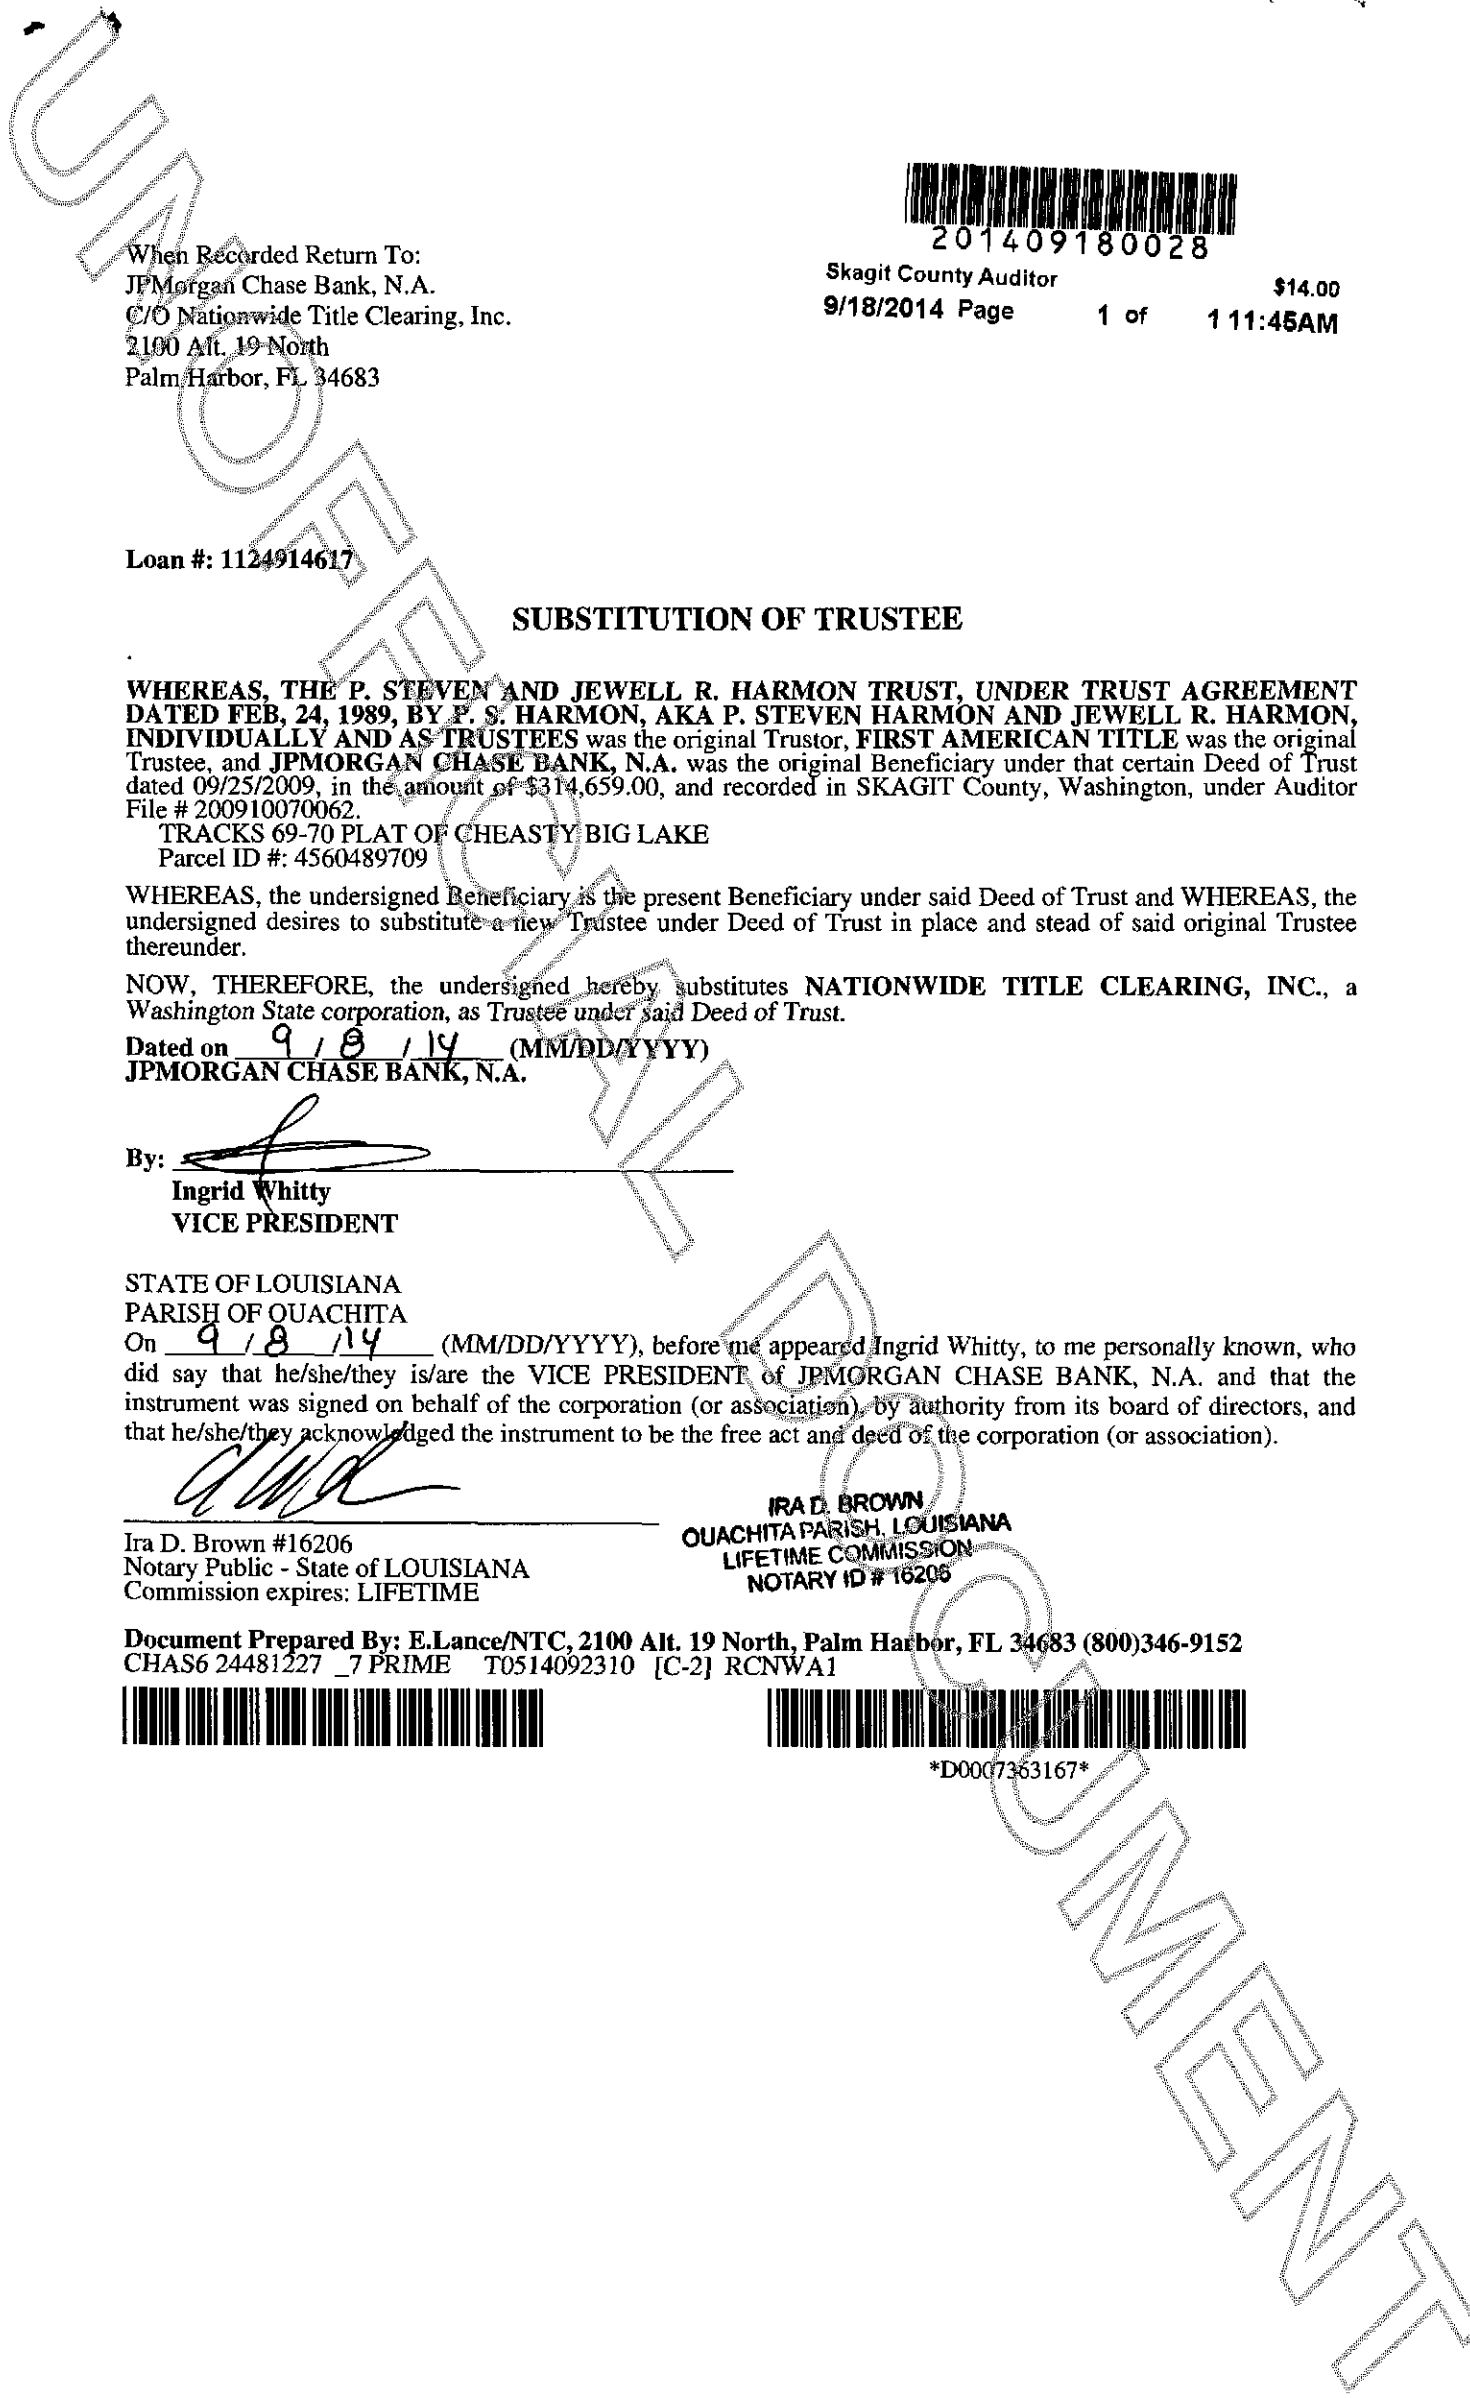 201409180028
Skagit County Auditor $14.00
9/18/2014 Page 1 of 1 11:45AM
When Recorded Return To:
JPMorgan Chase Bank, N.A.
C/O Nationwide Title Clearing, Inc.
2100 Alt. 19 North
Palm Harbor, FL 34683
Loan #: 1124914617
SUBSTITUTION OF TRUSTEE
WHEREAS, THE P. STEVEN AND JEWELL R. HARMON TRUST, UNDER TRUST AGREEMENT
DATED FEB, 24, 1989, BY P. S. HARMON, AKA P. STEVEN HARMON AND JEWELL R. HARMON,
INDIVIDUALLY AND AS TRUSTEES was the original Trustor, FIRST AMERICAN TITLE was the original
Trustee, and JPMORGAN CHASE BANK, N.A. was the original Beneficiary under that certain Deed of Trust
dated 09/25/2009, in the amount of $314,659.00, and recorded in SKAGIT County, Washington, under Auditor
File # 200910070062.
TRACKS 69-70 PLAT OF CHEASTY BIG LAKE
Parcel ID #: 4560489709
WHEREAS, the undersigned Beneficiary is the present Beneficiary under said Deed of Trust and WHEREAS, the
undersigned desires to substitute a new Trustee under Deed of Trust in place and stead of said original Trustee
thereunder.
NOW, THEREFORE, the undersigned hereby substitutes NATIONWIDE TITLE CLEARING, INC., a
Washington State corporation, as Trustee under said Deed of Trust.
Dated on 9 / 8 / 14 (MM/DD/YYYY)
JPMORGAN CHASE BANK, N.A.
By:
Ingrid Whitty
VICE PRESIDENT
STATE OF LOUISIANA
PARISH OF OUACHITA
On 9 / 8 / 14 (MM/DD/YYYY), before me appeared Ingrid Whitty, to me personally known, who
did say that he/she/they is/are the VICE PRESIDENT of JPMORGAN CHASE BANK, N.A. and that the
instrument was signed on behalf of the corporation (or association), by authority from its board of directors, and
that he/she/they acknowledged the instrument to be the free act and deed of the corporation (or association).
Ira D. Brown #16206
Notary Public - State of LOUISIANA
Commission expires: LIFETIME
IRA D. BROWN
OUACHITA PARISH, LOUISIANA
LIFETIME COMMISSION
NOTARY ID # 16206
Document Prepared By: E.Lance/NTC, 2100 Alt. 19 North, Palm Harbor, FL 34683 (800)346-9152
CHAS6 24481227 _7 PRIME T0514092310 [C-2] RCNWA1
*D0007363167*
UNOFFICIAL DOCUMENT